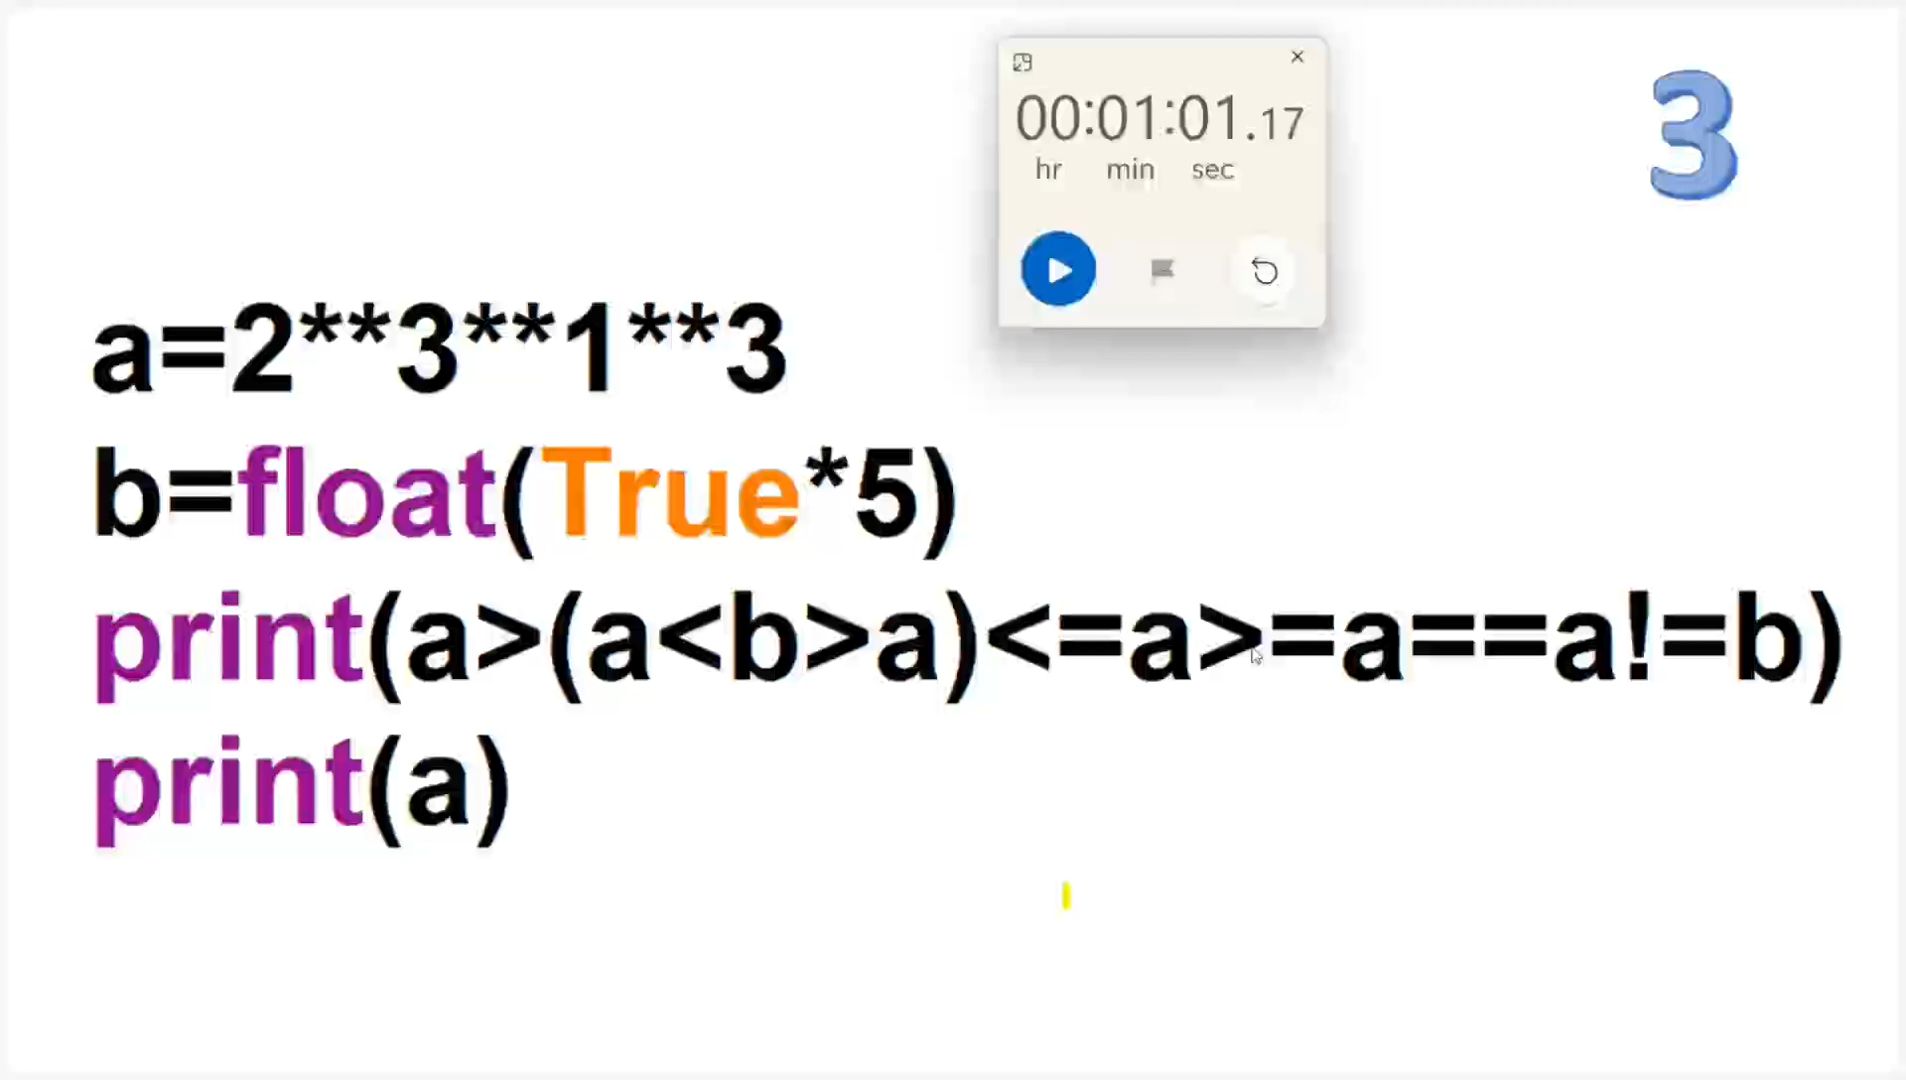 00:01:01.17
hr min sec
3
a=2**3**1**3
b=float(True*5)
print(a>(a<b>a)<=a>=a==a!=b)
print(a)